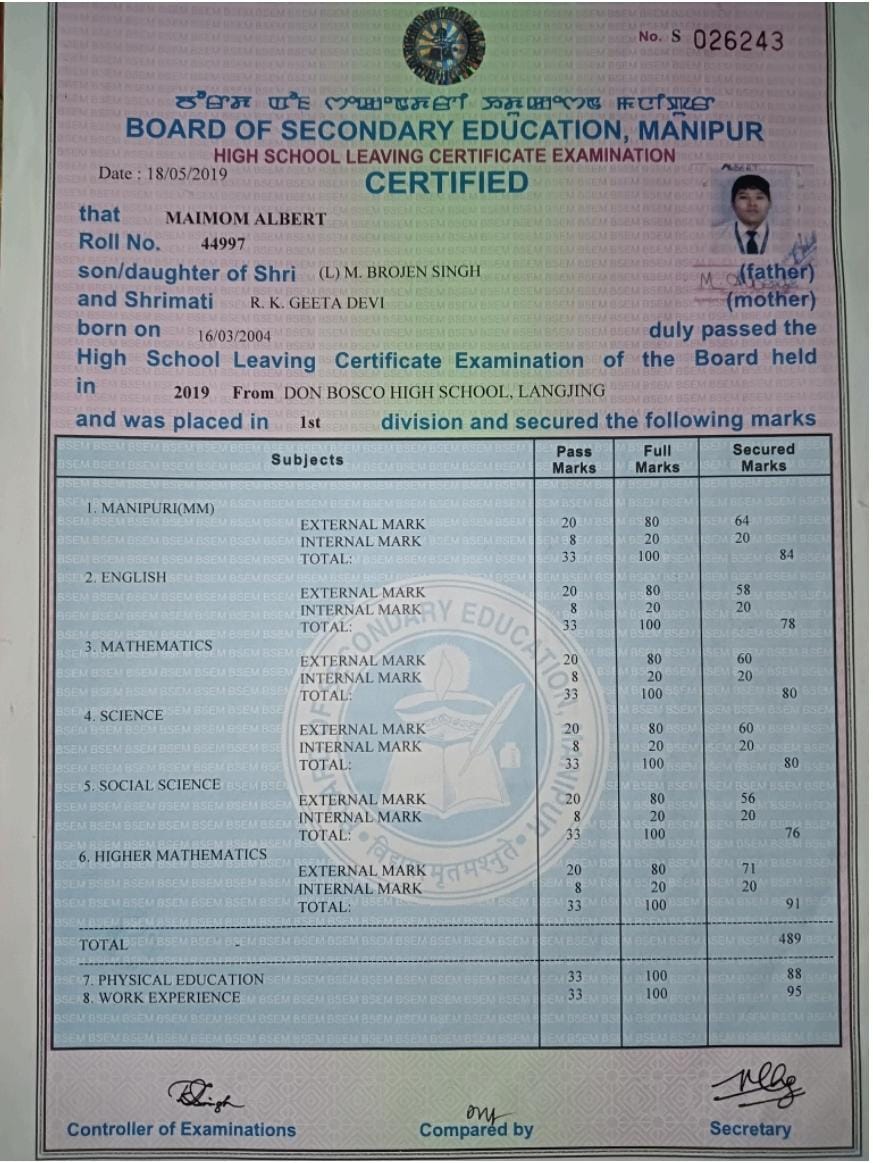 No. S 026243
BOARD OF SECONDARY EDUCATION, MANIPUR
HIGH SCHOOL LEAVING CERTIFICATE EXAMINATION
Date : 18/05/2019
CERTIFIED
ALBERT
that MAIMOM ALBERT
Roll No. 44997
son/daughter of Shri (L) M. BROJEN SINGH (father)
and Shrimati R. K. GEETA DEVI (mother)
born on 16/03/2004 duly passed the
High School Leaving Certificate Examination of the Board held
in 2019 From DON BOSCO HIGH SCHOOL, LANGJING
and was placed in 1st division and secured the following marks
Subjects Pass Marks Full Marks Secured Marks
1. MANIPURI(MM)
EXTERNAL MARK 20 80 64
INTERNAL MARK 8 20 20
TOTAL: 33 100 84
2. ENGLISH
EXTERNAL MARK 20 80 58
INTERNAL MARK 8 20 20
TOTAL: 33 100 78
3. MATHEMATICS
EXTERNAL MARK 20 80 60
INTERNAL MARK 8 20 20
TOTAL: 33 100 80
4. SCIENCE
EXTERNAL MARK 20 80 60
INTERNAL MARK 8 20 20
TOTAL: 33 100 80
5. SOCIAL SCIENCE
EXTERNAL MARK 20 80 56
INTERNAL MARK 8 20 20
TOTAL: 33 100 76
6. HIGHER MATHEMATICS
EXTERNAL MARK 20 80 71
INTERNAL MARK 8 20 20
TOTAL: 33 100 91
TOTAL - 489
7. PHYSICAL EDUCATION 33 100 88
8. WORK EXPERIENCE 33 100 95
Controller of Examinations Compared by Secretary